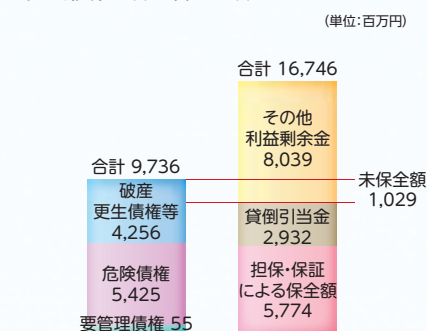 (単位:百万円)
合計 16,746
その他
利益剰余金
8,039
合計 9,736
破産
更生債権等
4,256
未保全額
1,029
貸倒引当金
2,932
危険債権
5,425
担保・保証
による保全額
5,774
要管理債権 55